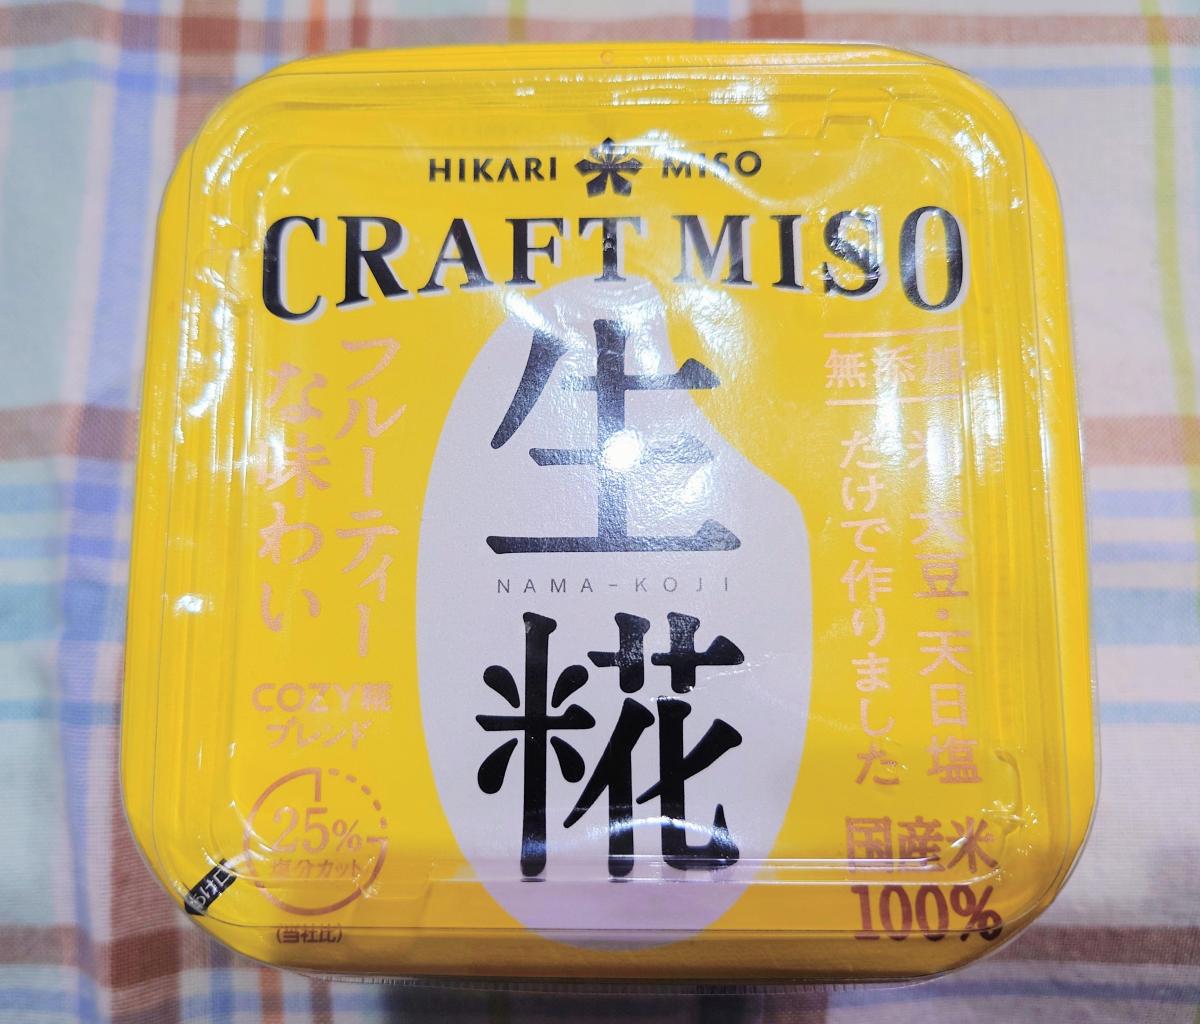 HIKARI MISO
CRAFT MISO
生糀
NAMA-KOJI
無添加
米・大豆・天日塩
だけで作りました
国産米
100%
フルーティー
な味わい
COZY糀
ブレンド
25%
塩分カット
(当社比)
あけ口